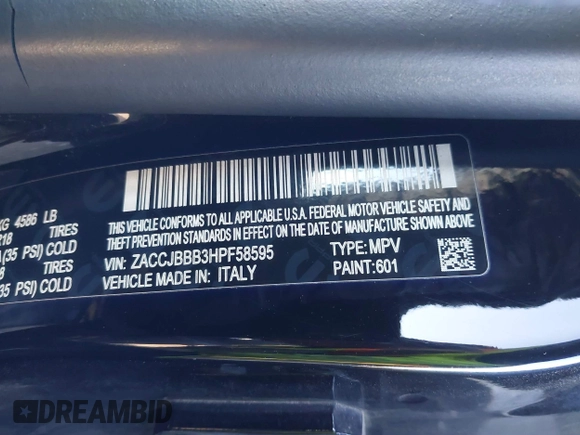 KG 4586 LB
R18 TIRES
(35 PSI) COLD
8 TIRES
35 PSI) COLD
THIS VEHICLE CONFORMS TO ALL APPLICABLE U.S.A. FEDERAL MOTOR VEHICLE SAFETY AND
THEFT PREVENTION STANDARDS IN EFFECT ON THE DATE OF MANUFACTURE SHOWN ABOVE.
VIN: ZACCJBBB3HPF58595 TYPE: MPV
VEHICLE MADE IN: ITALY PAINT:601
DREAMBID